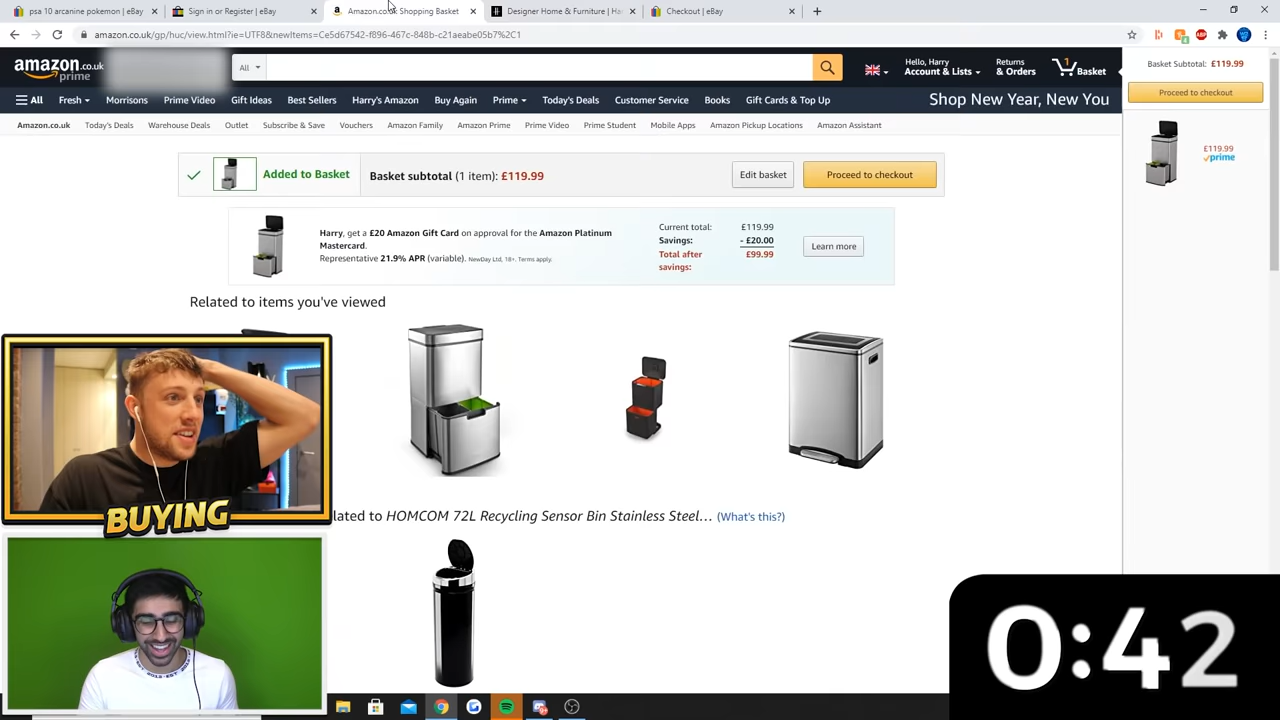 psa 10 arcanine pokemon | eBay
Sign in or Register | eBay
Amazon.co.uk Shopping Basket
Designer Home & Furniture | Ha
Checkout | eBay
amazon.co.uk/gp/huc/view.html?ie=UTF8&newItems=Ce5d67542-f896-467c-848b-c21aeabe05b7%2C1
amazon.co.uk
prime
All
Hello, Harry
Account & Lists
Returns
& Orders
1
Basket
All
Fresh
Morrisons
Prime Video
Gift Ideas
Best Sellers
Harry's Amazon
Buy Again
Prime
Today's Deals
Customer Service
Books
Gift Cards & Top Up
Shop New Year, New You
Amazon.co.uk
Today's Deals
Warehouse Deals
Outlet
Subscribe & Save
Vouchers
Amazon Family
Amazon Prime
Prime Video
Prime Student
Mobile Apps
Amazon Pickup Locations
Amazon Assistant
Basket Subtotal: £119.99
Proceed to checkout
£119.99
prime
Added to Basket
Basket subtotal (1 item): £119.99
Edit basket
Proceed to checkout
Harry, get a £20 Amazon Gift Card on approval for the Amazon Platinum
Mastercard.
Representative 21.9% APR (variable). NewDay Ltd, 18+. Terms apply.
Current total: £119.99
Savings: - £20.00
Total after £99.99
savings:
Learn more
Related to items you've viewed
lated to HOMCOM 72L Recycling Sensor Bin Stainless Steel… (What's this?)
BUYING
0:42